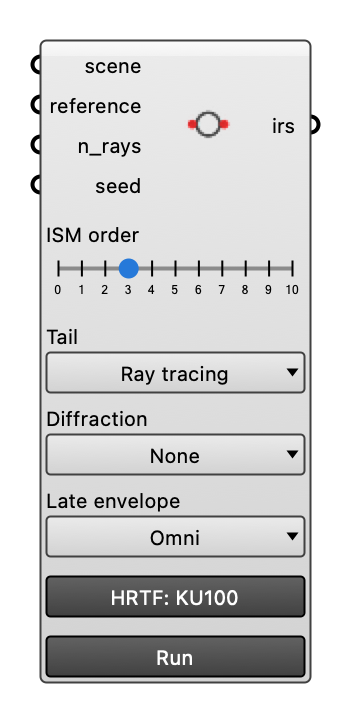 scene
reference
irs
n_rays
seed
ISM order
0 1 2 3 4 5 6 7 8 9 10
Tail
Ray tracing
Diffraction
None
Late envelope
Omni
HRTF: KU100
Run